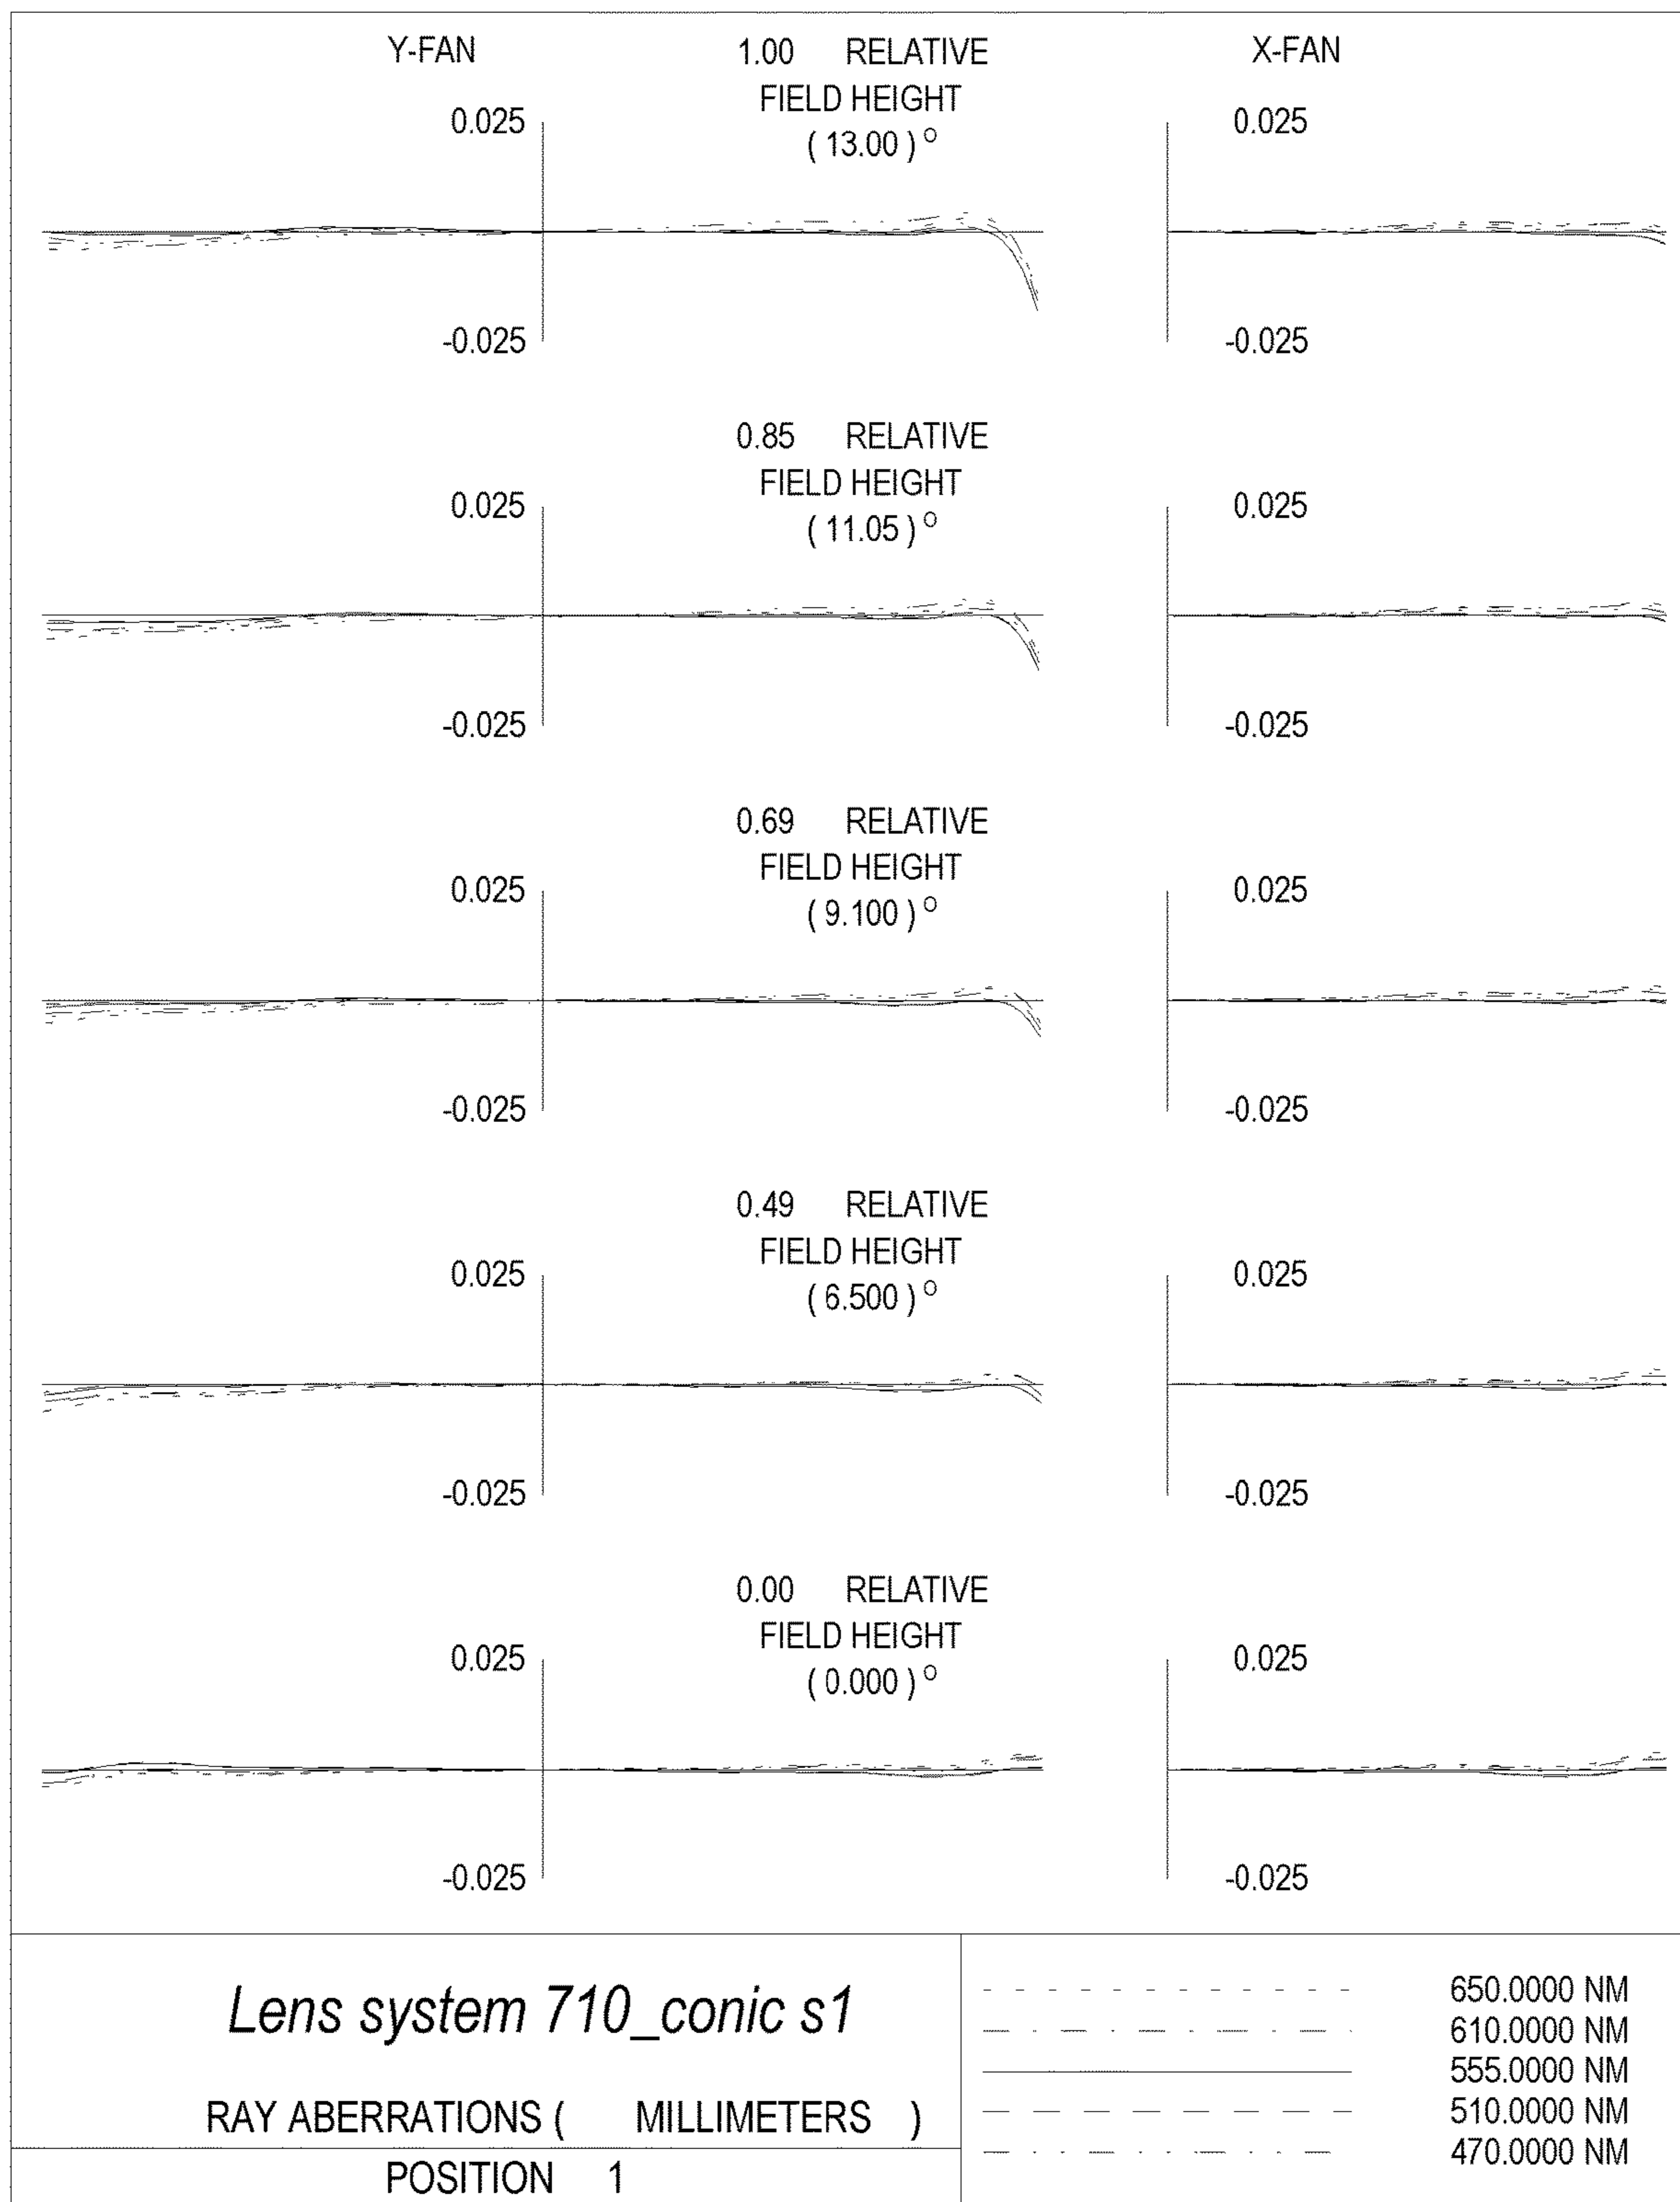 Y-FAN 1.00 RELATIVE X-FAN
FIELD HEIGHT
0.025 ( 13.00 ) O 0.025
-0.025 -0.025
0.85 RELATIVE
FIELD HEIGHT
0.025 ( 11.05 ) O 0.025
-0.025 -0.025
0.69 RELATIVE
FIELD HEIGHT
0.025 ( 9.100 ) O 0.025
-0.025 -0.025
0.49 RELATIVE
FIELD HEIGHT
0.025 ( 6.500 ) O 0.025
-0.025 -0.025
0.00 RELATIVE
FIELD HEIGHT
0.025 ( 0.000 ) O 0.025
-0.025 -0.025
Lens system 710_conic s1
RAY ABERRATIONS ( MILLIMETERS )
POSITION 1
650.0000 NM
610.0000 NM
555.0000 NM
510.0000 NM
470.0000 NM